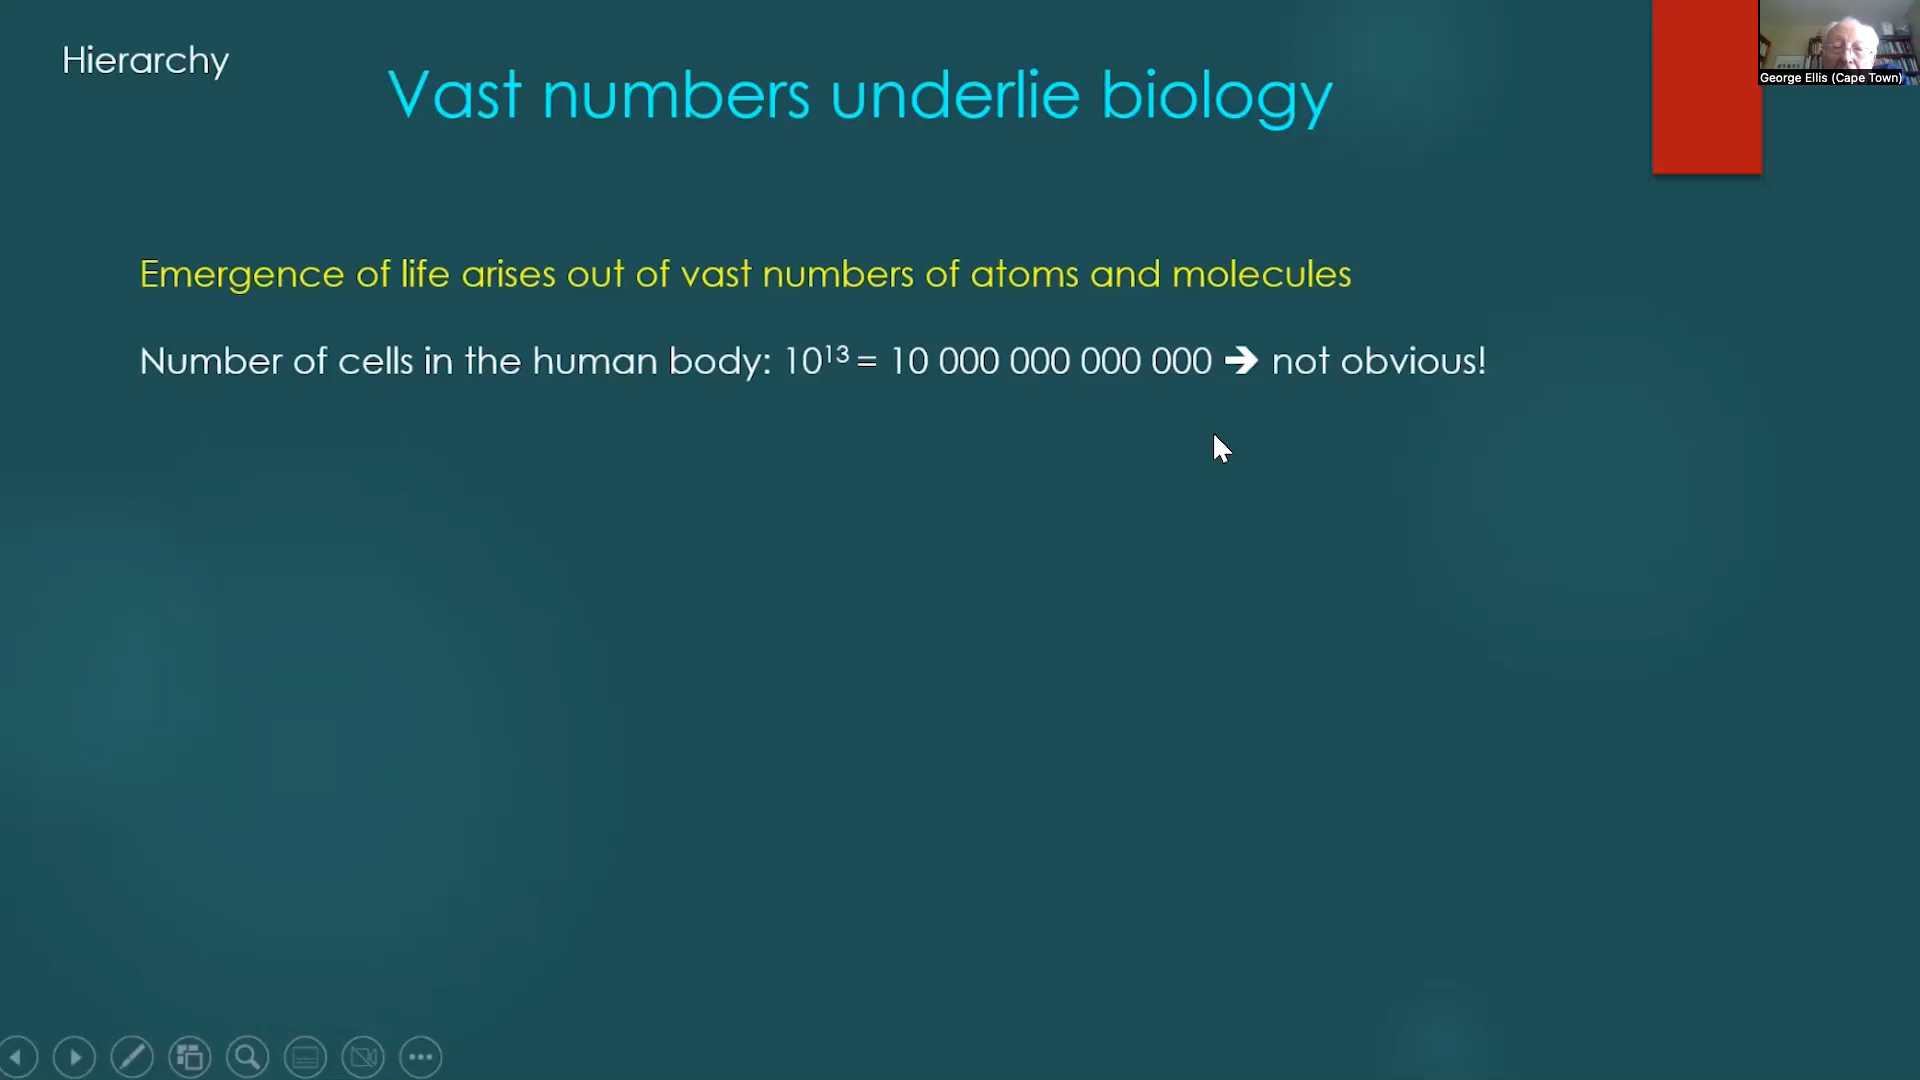 Hierarchy
Vast numbers underlie biology
George Ellis (Cape Town)
Emergence of life arises out of vast numbers of atoms and molecules
Number of cells in the human body: 10¹³ = 10 000 000 000 000 ➔ not obvious!